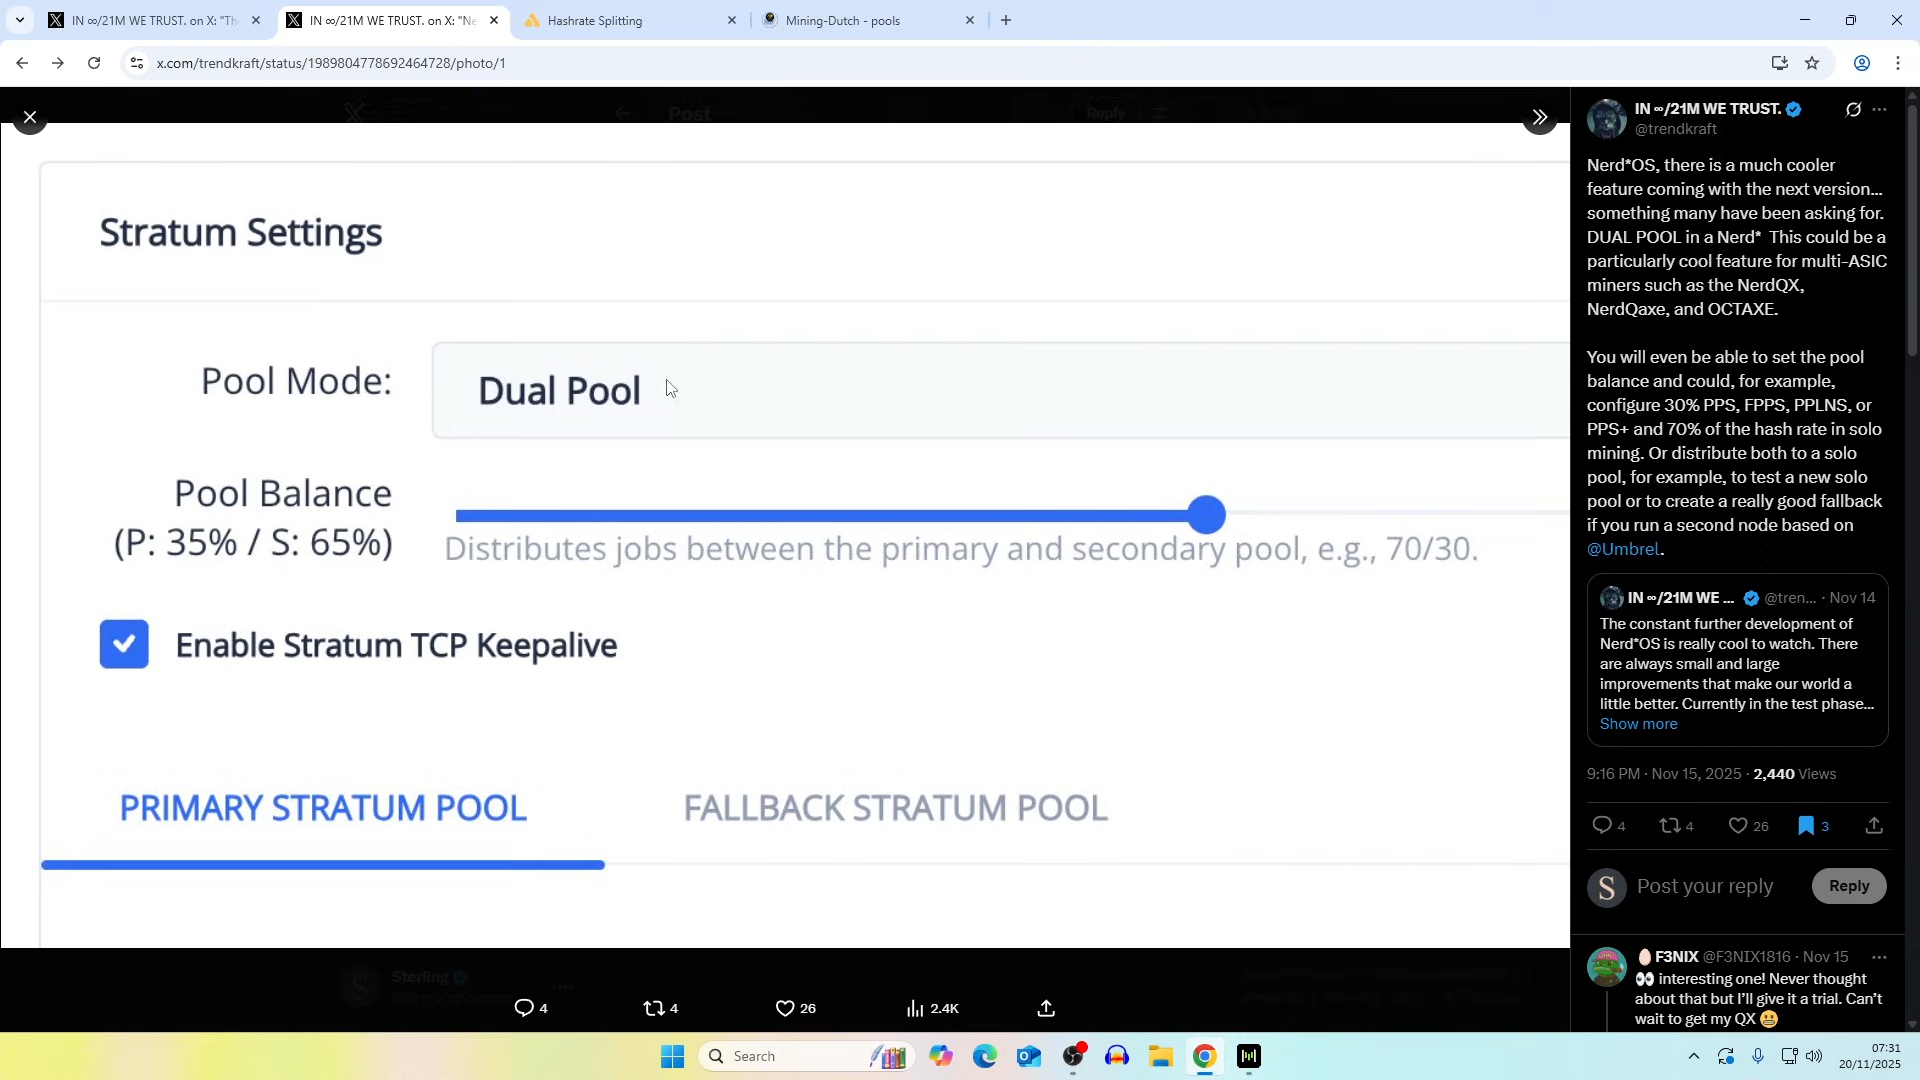 IN ∞/21M WE TRUST. on X: "Th
IN ∞/21M WE TRUST. on X: "Ne
Hashrate Splitting
Mining-Dutch - pools
x.com/trendkraft/status/1989804778692464728/photo/1
Post
Reply
Stratum Settings
Pool Mode:
Dual Pool
Pool Balance
(P: 35% / S: 65%)
Distributes jobs between the primary and secondary pool, e.g., 70/30.
Enable Stratum TCP Keepalive
PRIMARY STRATUM POOL
FALLBACK STRATUM POOL
Sterling
4
4
26
2.4K
IN ∞/21M WE TRUST.
@trendkraft
Nerd*OS, there is a much cooler
feature coming with the next version...
something many have been asking for.
DUAL POOL in a Nerd* This could be a
particularly cool feature for multi-ASIC
miners such as the NerdQX,
NerdQaxe, and OCTAXE.
You will even be able to set the pool
balance and could, for example,
configure 30% PPS, FPPS, PPLNS, or
PPS+ and 70% of the hash rate in solo
mining. Or distribute both to a solo
pool, for example, to test a new solo
pool or to create a really good fallback
if you run a second node based on
@Umbrel.
IN ∞/21M WE ... @tren... · Nov 14
The constant further development of
Nerd*OS is really cool to watch. There
are always small and large
improvements that make our world a
little better. Currently in the test phase...
Show more
9:16 PM · Nov 15, 2025 · 2,440 Views
4
4
26
3
S
Post your reply
Reply
F3NIX @F3NIX1816 · Nov 15
👀 interesting one! Never thought
about that but I'll give it a trial. Can't
wait to get my QX 😬
Search
07:31
20/11/2025